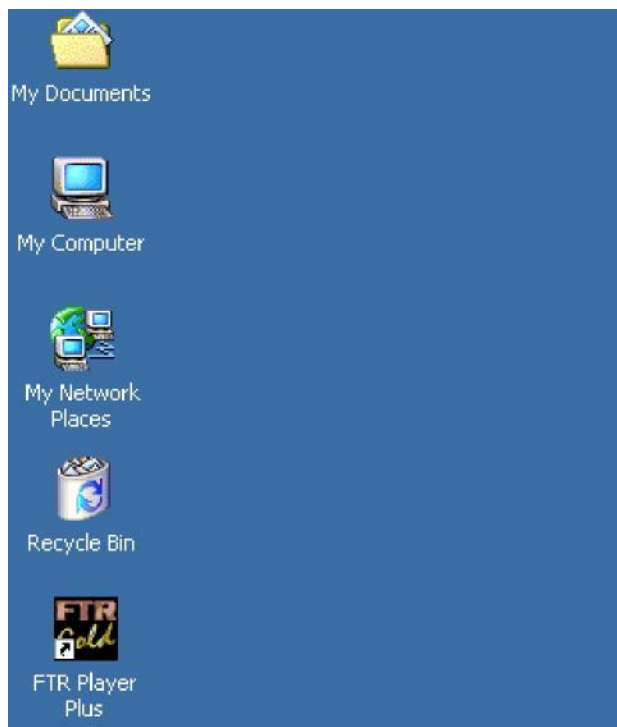 My Documents
My Computer
My Network
Places
Recycle Bin
FTR
Gold
FTR Player
Plus